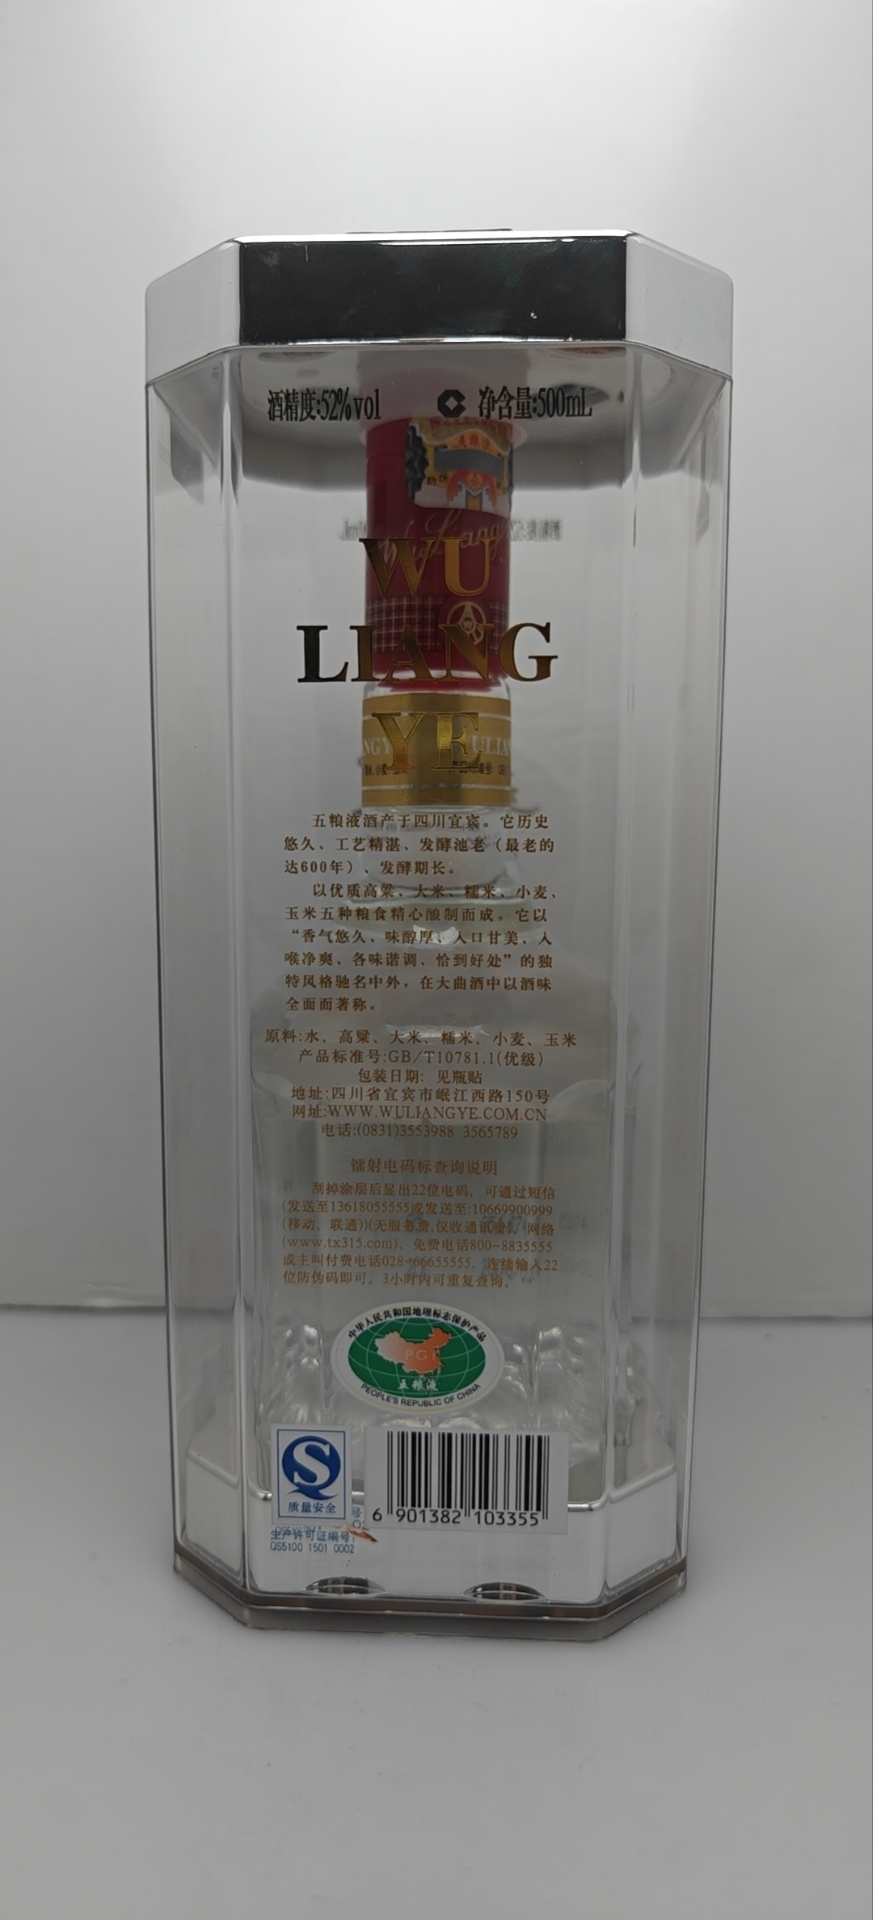 酒精度:52%vol 净含量:500mL
WU
LIANG
YE
五粮液酒产于四川宜宾。它历史
悠久、工艺精湛、发酵池老（最老的
达600年）、发酵期长。
以优质高粱、大米、糯米、小麦、
玉米五种粮食精心酿制而成。它以
“香气悠久、味醇厚、入口甘美、入
喉净爽、各味谐调、恰到好处”的独
特风格驰名中外，在大曲酒中以酒味
全面而著称。
原料:水、高粱、大米、糯米、小麦、玉米
产品标准号:GB/T10781.1(优级)
包装日期: 见瓶贴
地址:四川省宜宾市岷江西路150号
网址:WWW.WULIANGYE.COM.CN
电话:(0831)3553988 3565789
镭射电码标查询说明
刮掉涂层后显出22位电码，可通过短信
(发送至13618055555或发送至:10669900999
(移动、联通))(无服务费,仅收通讯费)、网络
(www.tx315.com)、免费电话800-8835555
或主叫付费电话028-66655555, 连续输入22
位防伪码即可，3小时内可重复查询。
中华人民共和国地理标志保护产品
PGI
五粮液
PEOPLE'S REPUBLIC OF CHINA
质量安全
生产许可证编号:
QS5100 1501 0002
6 901382 103355